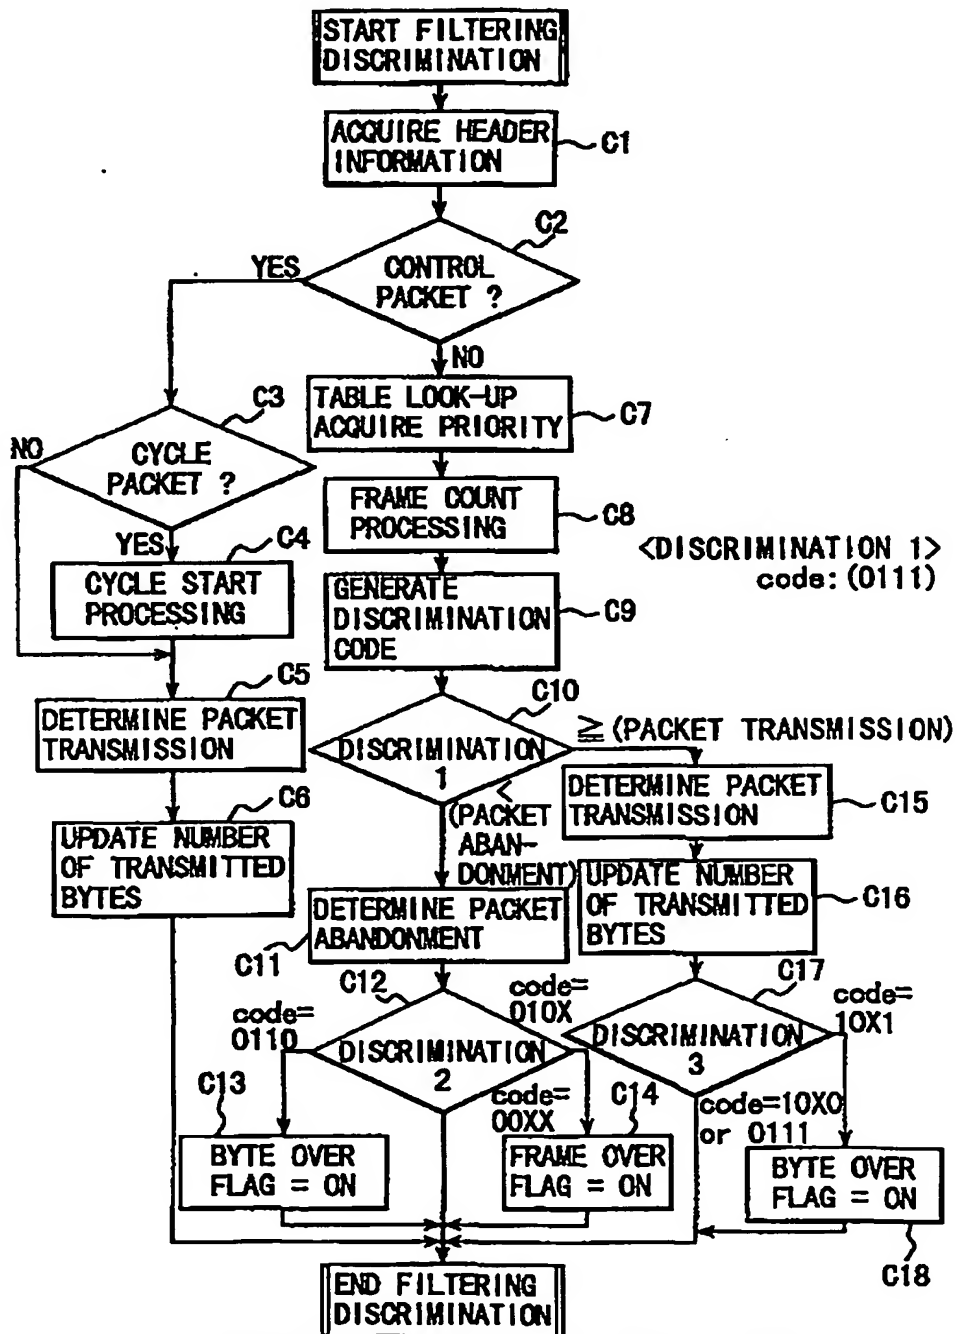 START FILTERING
DISCRIMINATION
ACQUIRE HEADER
INFORMATION
C1
C2
CONTROL
PACKET ?
YES
NO
C3
CYCLE
PACKET ?
NO
YES
C4
CYCLE START
PROCESSING
C5
DETERMINE PACKET
TRANSMISSION
C6
UPDATE NUMBER
OF TRANSMITTED
BYTES
TABLE LOOK-UP
ACQUIRE PRIORITY
C7
FRAME COUNT
PROCESSING
C8
GENERATE
DISCRIMINATION
CODE
C9
<DISCRIMINATION 1>
code:(0111)
C10
DISCRIMINATION
1
≧(PACKET TRANSMISSION)
<
(PACKET
ABAN-
DONMENT)
DETERMINE PACKET
ABANDONMENT
C11
DETERMINE PACKET
TRANSMISSION
C15
UPDATE NUMBER
OF TRANSMITTED
BYTES
C16
C12
DISCRIMINATION
2
code=
0110
code=
010X
code=
00XX
C13
BYTE OVER
FLAG = ON
C14
FRAME OVER
FLAG = ON
C17
DISCRIMINATION
3
code=
10X1
code=10X0
or 0111
BYTE OVER
FLAG = ON
C18
END FILTERING
DISCRIMINATION